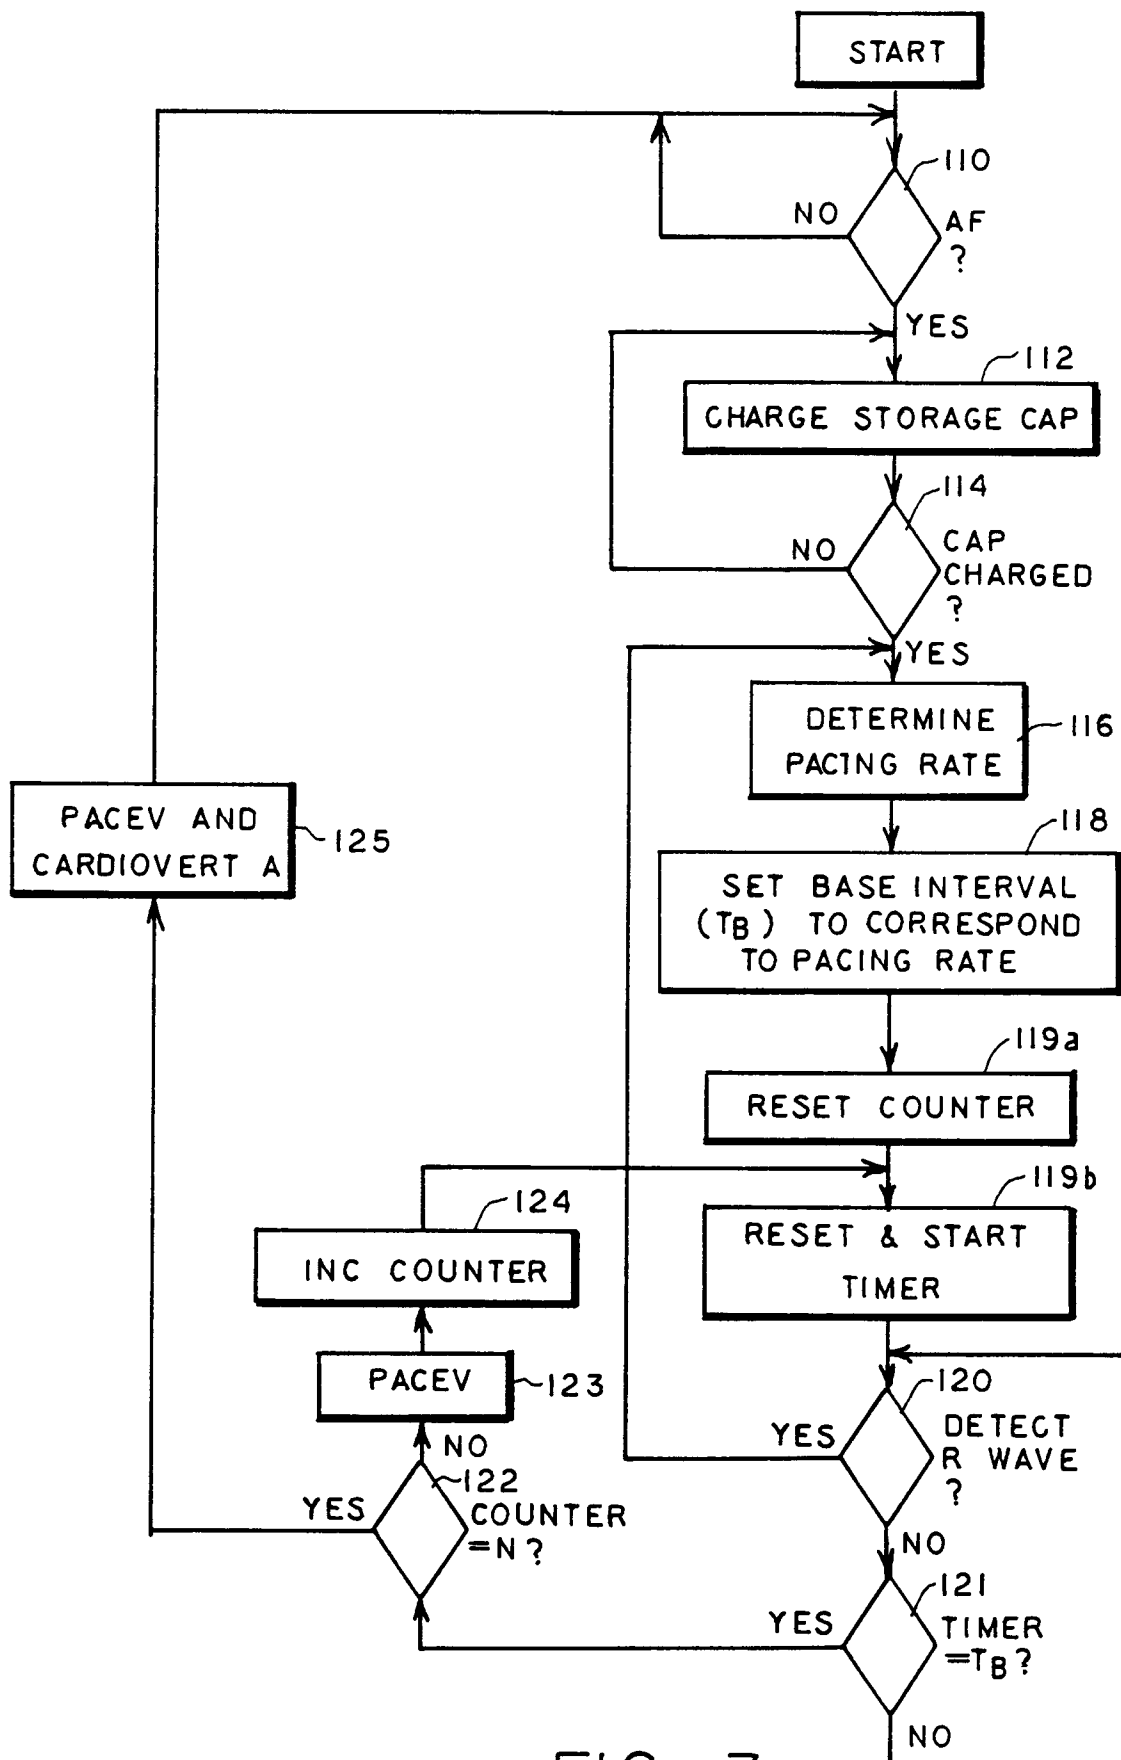 START
110
NO
AF
?
YES
112
CHARGE STORAGE CAP
114
NO
CAP
CHARGED
?
YES
DETERMINE
PACING RATE
116
PACEV AND
CARDIOVERT A
125
118
SET BASE INTERVAL
(TB) TO CORRESPOND
TO PACING RATE
119a
RESET COUNTER
119b
124
RESET & START
TIMER
INC COUNTER
PACEV
123
120
YES
DETECT
R WAVE
?
NO
122
YES
COUNTER
=N?
NO
121
YES
TIMER
=TB?
NO